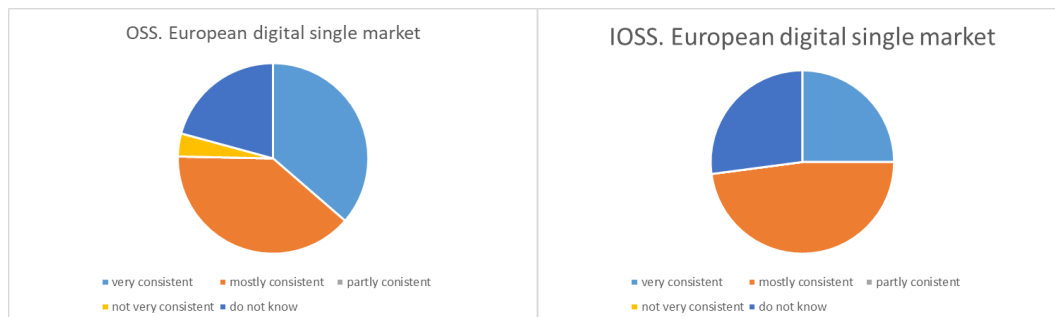 OSS. European digital single market
very consistent
mostly consistent
partly conistent
not very consistent
do not know
IOSS. European digital single market
very consistent
mostly consistent
partly conistent
not very consistent
do not know